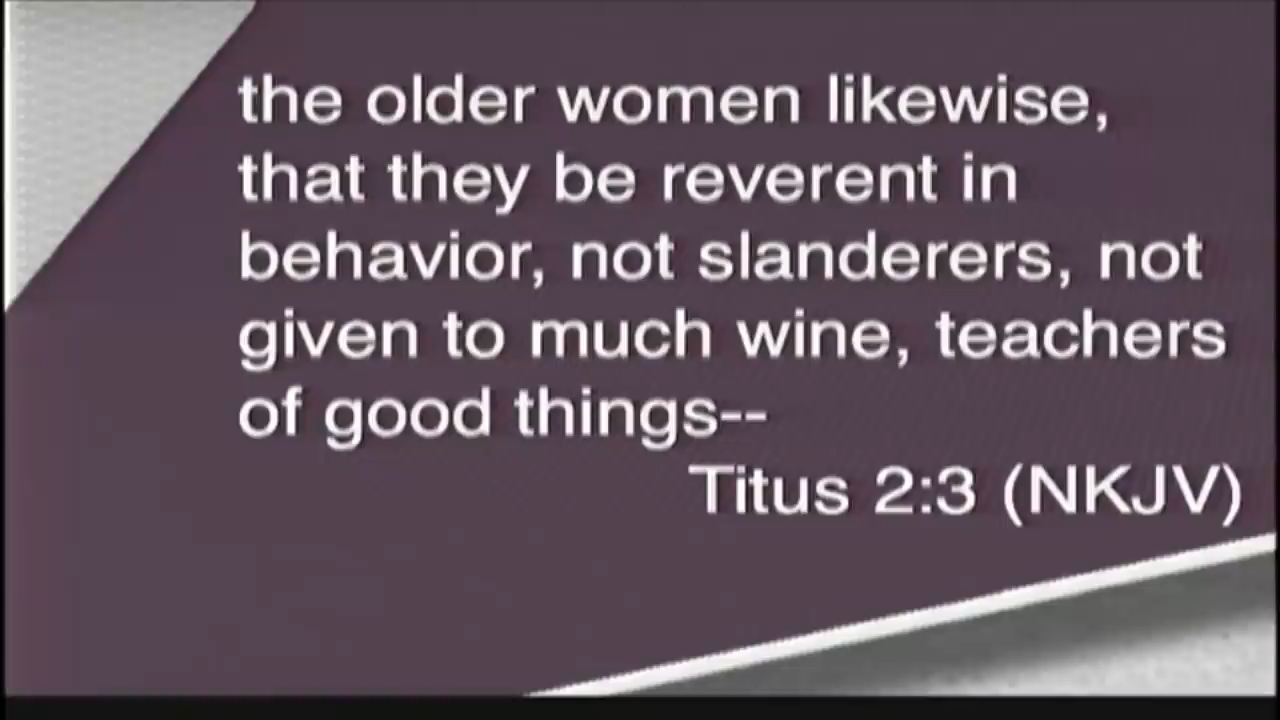 the older women likewise,
that they be reverent in
behavior, not slanderers, not
given to much wine, teachers
of good things--
Titus 2:3 (NKJV)